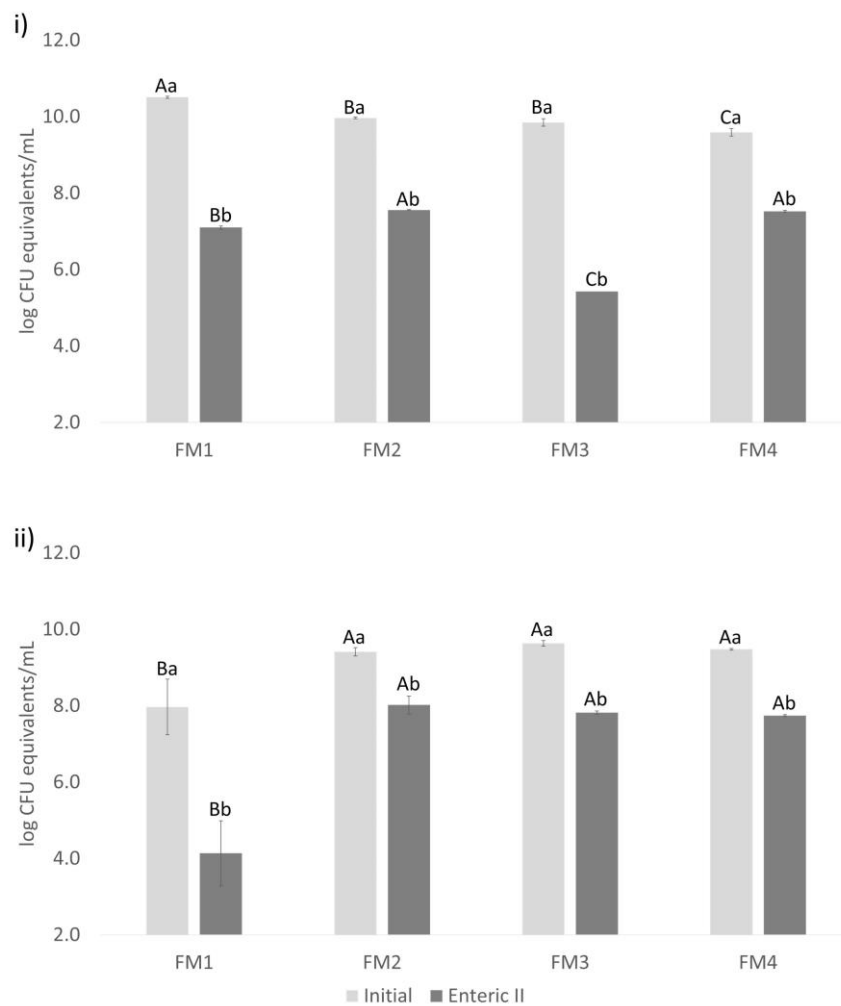 i)
12.0
10.0
8.0
6.0
4.0
2.0
log CFU equivalents/mL
Aa
Bb
Ba
Ab
Ba
Cb
Ca
Ab
FM1 FM2 FM3 FM4
ii)
12.0
10.0
8.0
6.0
4.0
2.0
log CFU equivalents/mL
Ba
Bb
Aa
Ab
Aa
Ab
Aa
Ab
FM1 FM2 FM3 FM4
Initial Enteric II